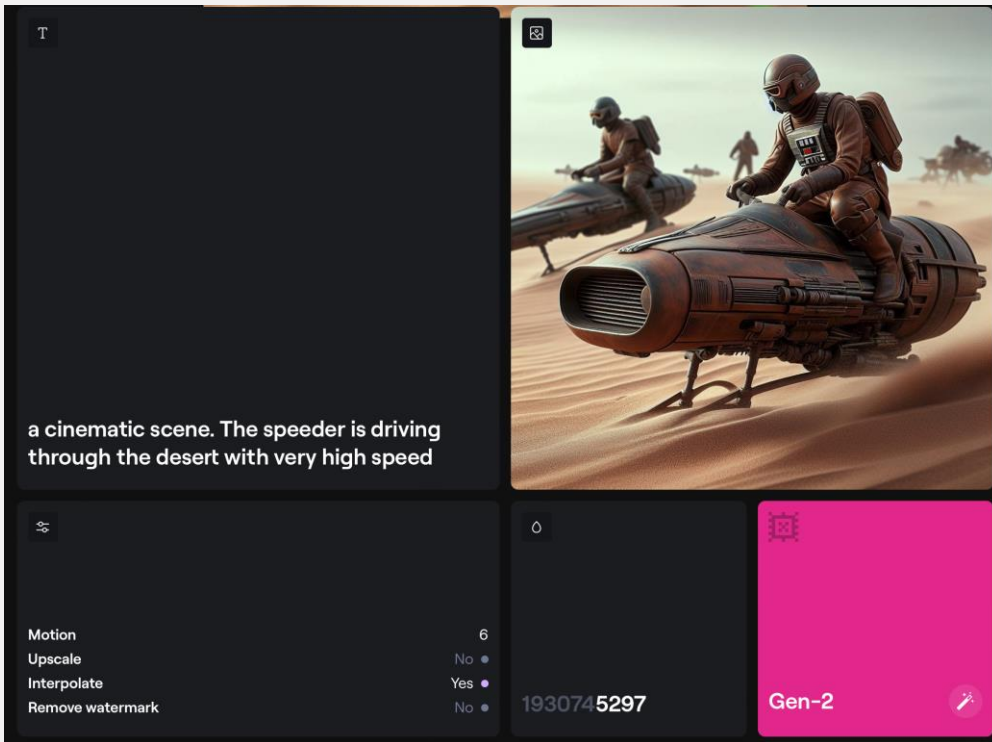 T
a cinematic scene. The speeder is driving
through the desert with very high speed
Motion 6
Upscale No
Interpolate Yes
Remove watermark No
1930745297
Gen-2